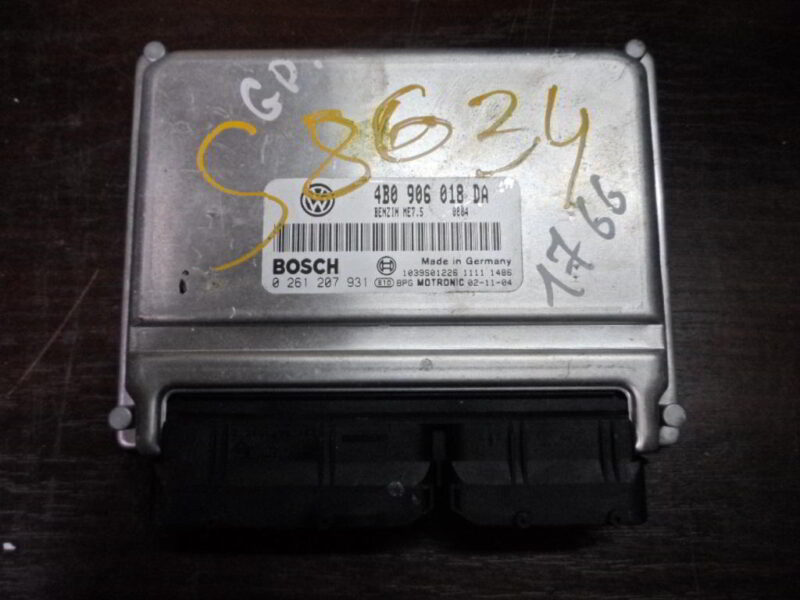 GP.
S8624
1766
4B0 906 018 DA
BENZIN ME7.5 0004
BOSCH
Made in Germany
1039S01226 1111 1486
0 261 207 931 BPG MOTRONIC 02-11-04